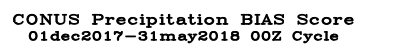 CONUS Precipitation BIAS Score
01dec2017-31may2018 00Z Cycle